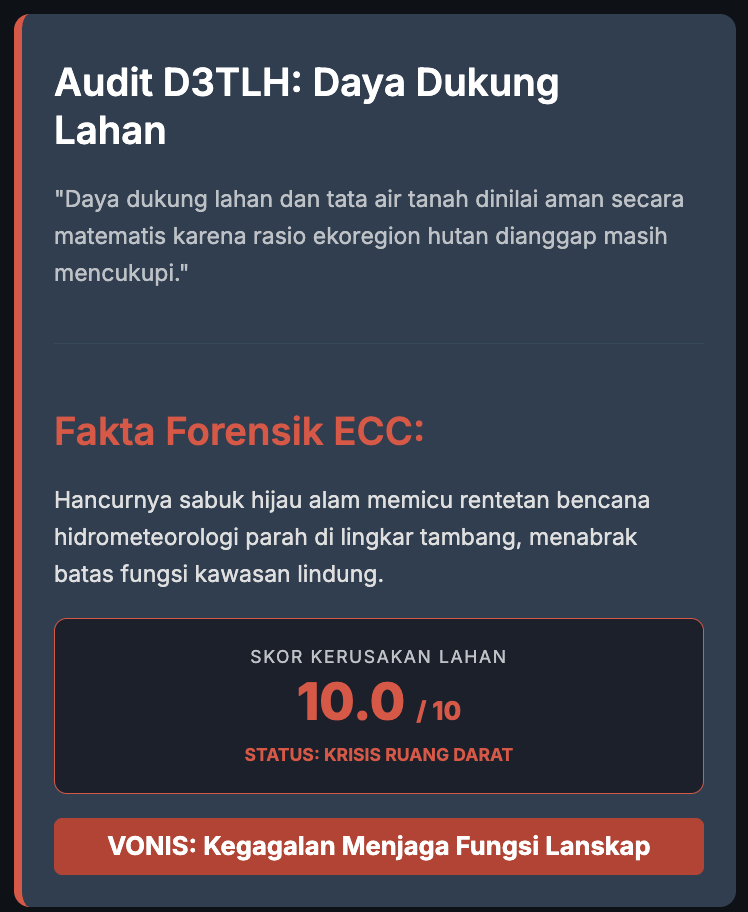 Audit D3TLH: Daya Dukung
Lahan
"Daya dukung lahan dan tata air tanah dinilai aman secara
matematis karena rasio ekoregion hutan dianggap masih
mencukupi."
Fakta Forensik ECC:
Hancurnya sabuk hijau alam memicu rentetan bencana
hidrometeorologi parah di lingkar tambang, menabrak
batas fungsi kawasan lindung.
SKOR KERUSAKAN LAHAN
10.0 / 10
STATUS: KRISIS RUANG DARAT
VONIS: Kegagalan Menjaga Fungsi Lanskap